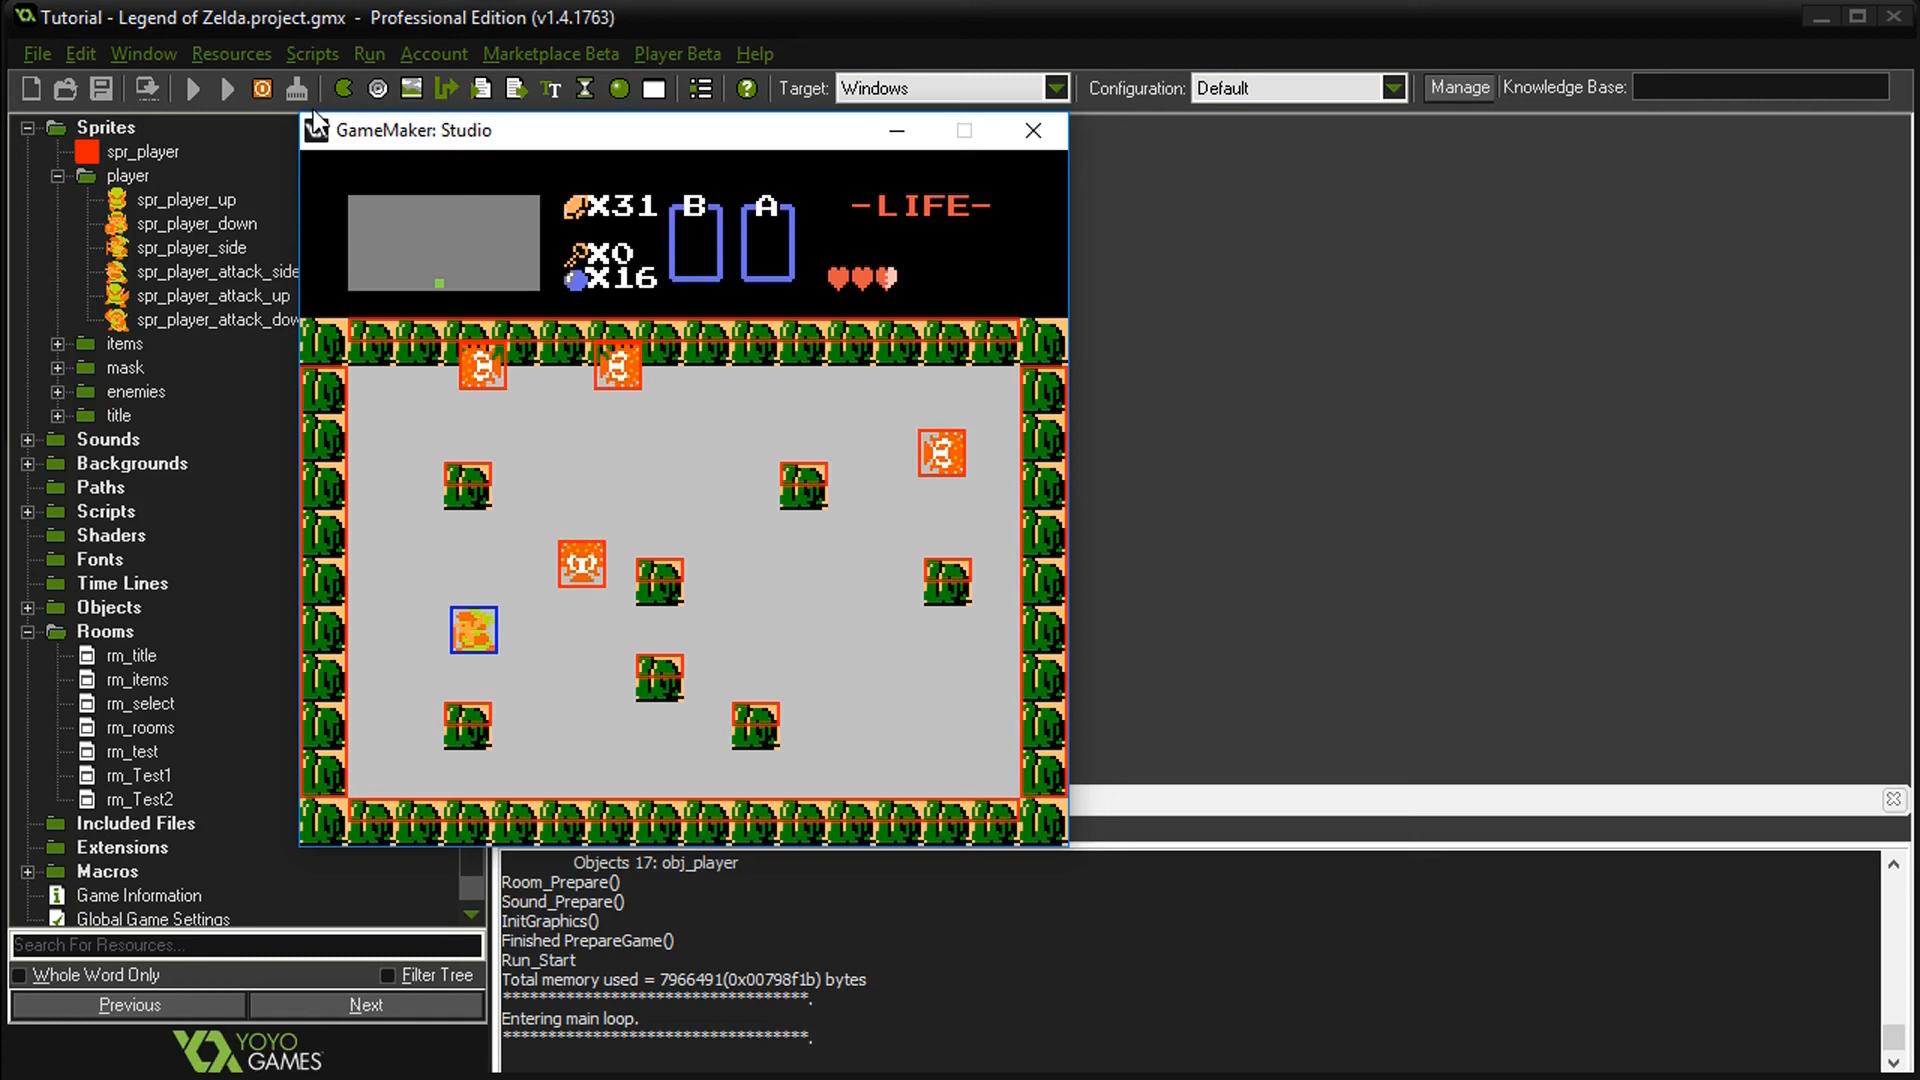 Tutorial - Legend of Zelda.project.gmx - Professional Edition (v1.4.1763)
File Edit Window Resources Scripts Run Account Marketplace Beta Player Beta Help
Target: Windows Configuration: Default Manage Knowledge Base:
Sprites
spr_player
player
spr_player_up
spr_player_down
spr_player_side
spr_player_attack_side
spr_player_attack_up
spr_player_attack_dow
items
mask
enemies
title
Sounds
Backgrounds
Paths
Scripts
Shaders
Fonts
Time Lines
Objects
Rooms
rm_title
rm_items
rm_select
rm_rooms
rm_test
rm_Test1
rm_Test2
Included Files
Extensions
Macros
Game Information
Global Game Settings
Search For Resources...
Whole Word Only Filter Tree
Previous Next
YOYO
GAMES
GameMaker: Studio
X31 B A -LIFE-
X0
X16
Objects 17: obj_player
Room_Prepare()
Sound_Prepare()
InitGraphics()
Finished PrepareGame()
Run_Start
Total memory used = 7966491(0x00798f1b) bytes
**********************************.
Entering main loop.
**********************************.